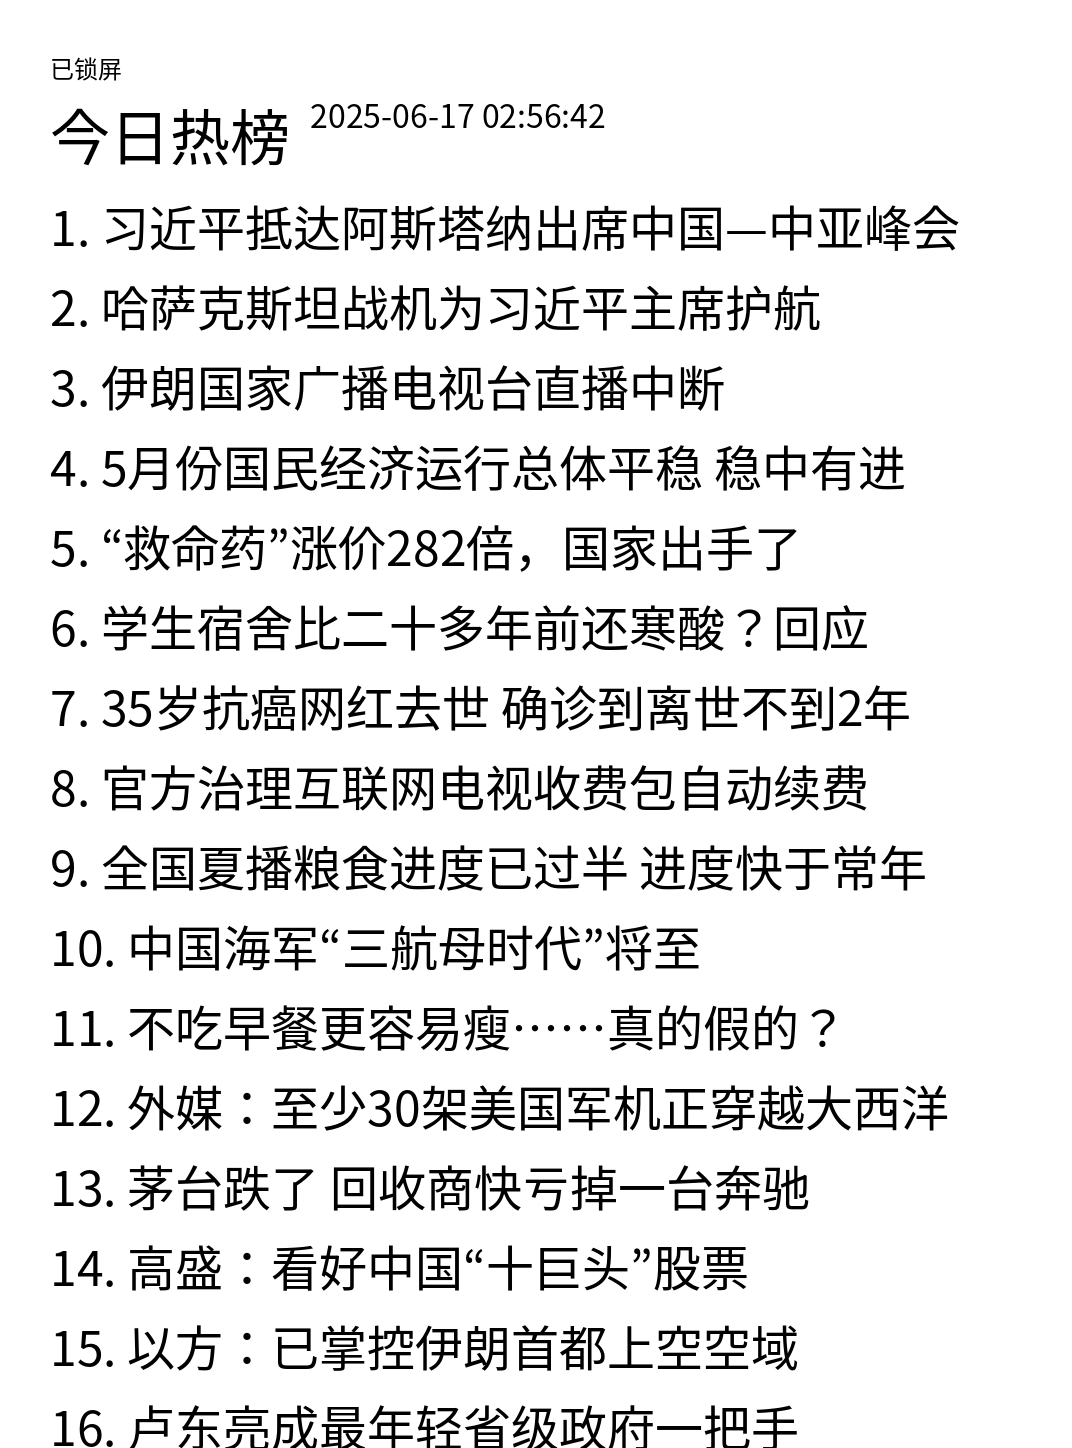 已锁屏
今日热榜 2025-06-17 02:56:42
1. 习近平抵达阿斯塔纳出席中国—中亚峰会
2. 哈萨克斯坦战机为习近平主席护航
3. 伊朗国家广播电视台直播中断
4. 5月份国民经济运行总体平稳 稳中有进
5. “救命药”涨价282倍，国家出手了
6. 学生宿舍比二十多年前还寒酸？回应
7. 35岁抗癌网红去世 确诊到离世不到2年
8. 官方治理互联网电视收费包自动续费
9. 全国夏播粮食进度已过半 进度快于常年
10. 中国海军“三航母时代”将至
11. 不吃早餐更容易瘦……真的假的？
12. 外媒：至少30架美国军机正穿越大西洋
13. 茅台跌了 回收商快亏掉一台奔驰
14. 高盛：看好中国“十巨头”股票
15. 以方：已掌控伊朗首都上空空域
16. 卢东亮成最年轻省级政府一把手